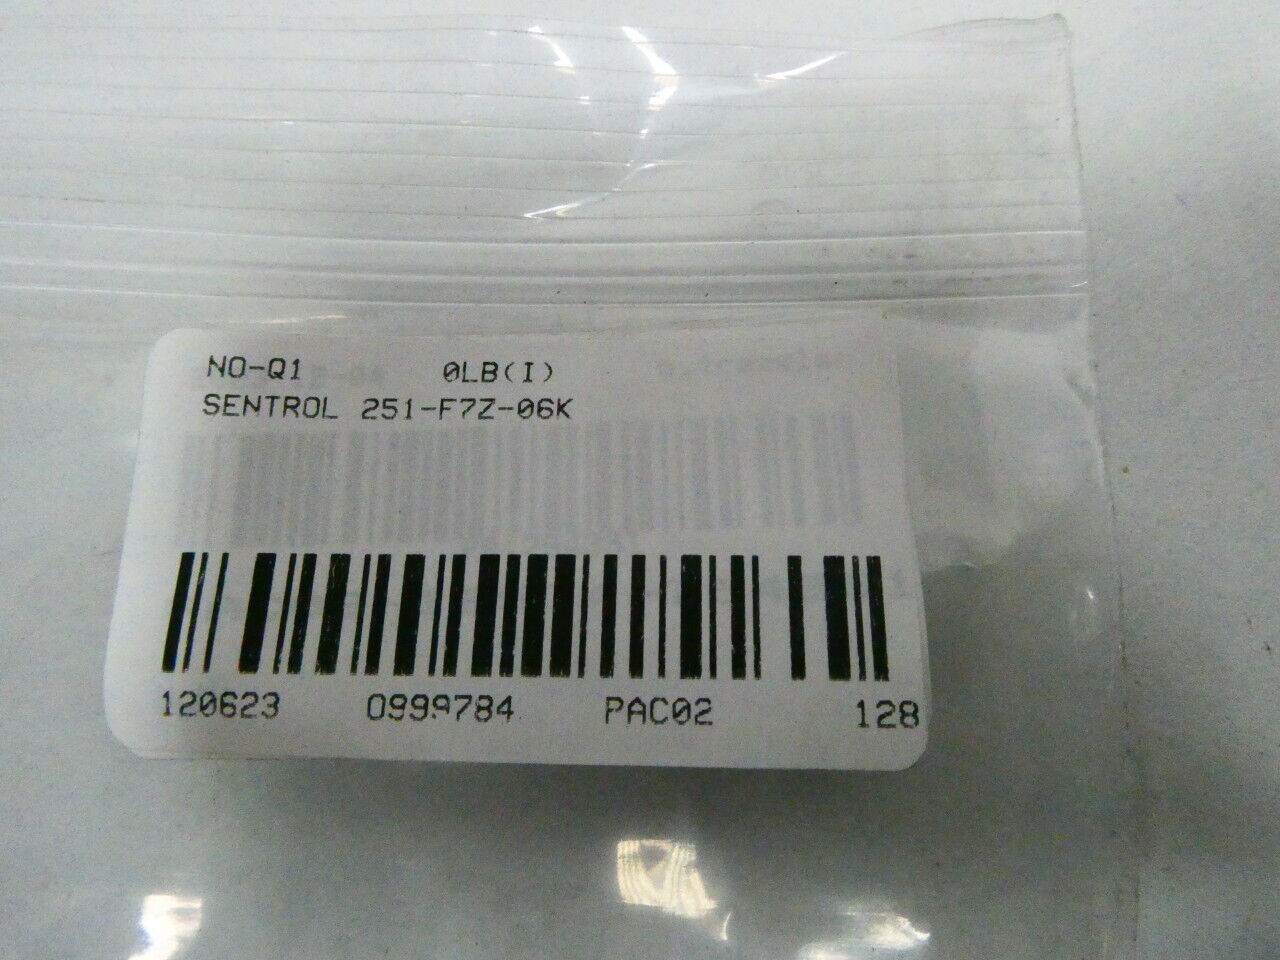 NO-Q1 0LB(I)
SENTROL 251-F7Z-06K
120623 0999784 PAC02 128